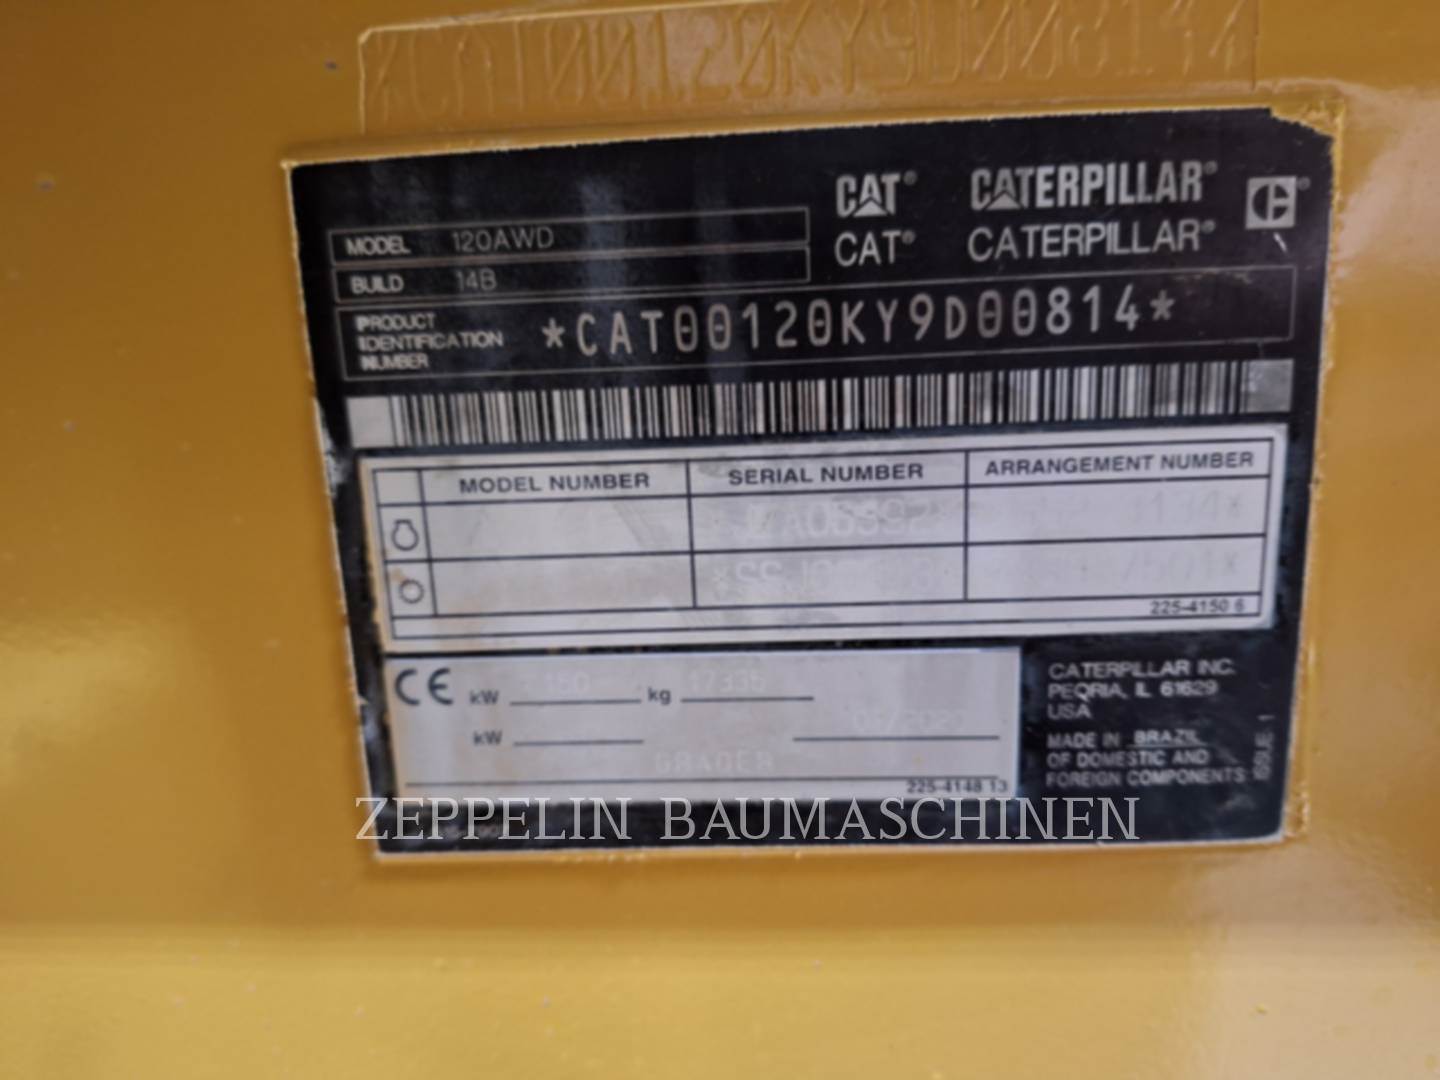 *CAT00120KY9D00814*
CAT® CATERPILLAR®
CAT® CATERPILLAR®
MODEL 120AWD
BUILD 14B
PRODUCT
IDENTIFICATION
NUMBER
*CAT00120KY9D00814*
MODEL NUMBER SERIAL NUMBER ARRANGEMENT NUMBER
225-4150 6
CE kW 150 kg 17335
kW
GRADER
225-4148 13
CATERPILLAR INC.
PEORIA, IL 61629
USA
MADE IN BRAZIL
OF DOMESTIC AND
FOREIGN COMPONENTS
ISSUE 1
ZEPPELIN BAUMASCHINEN